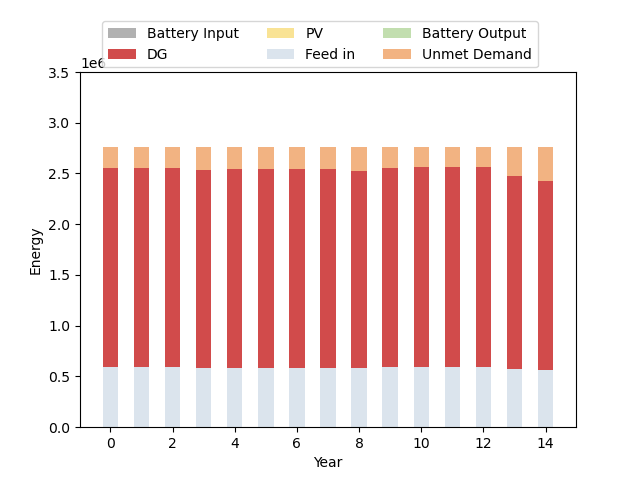 Battery Input PV Battery Output
DG Feed in Unmet Demand
1e6
3.5
3.0
2.5
2.0
1.5
1.0
0.5
0.0
Energy
0 2 4 6 8 10 12 14
Year